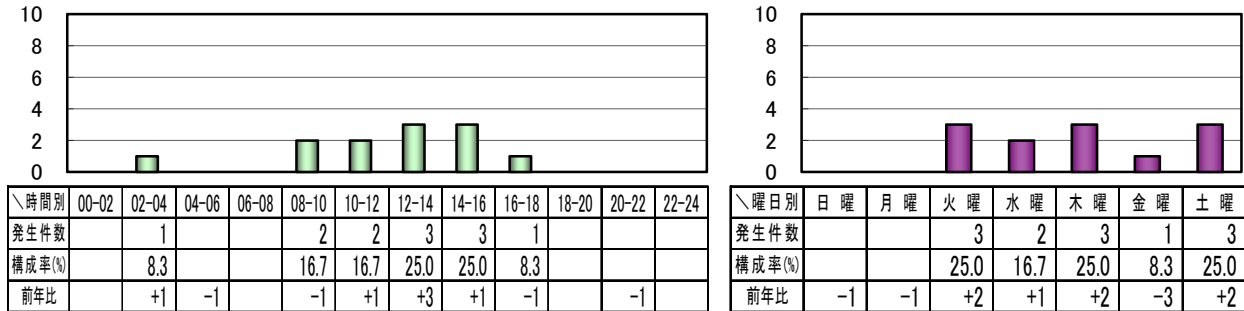 10
8
6
4
2
0
＼時間別 00-02 02-04 04-06 06-08 08-10 10-12 12-14 14-16 16-18 18-20 20-22 22-24
発生件数 1 2 2 3 3 1
構成率(%) 8.3 16.7 16.7 25.0 25.0 8.3
前年比 +1 -1 -1 +1 +3 +1 -1 -1
10
8
6
4
2
0
＼曜日別 日 曜 月 曜 火 曜 水 曜 木 曜 金 曜 土 曜
発生件数 3 2 3 1 3
構成率(%) 25.0 16.7 25.0 8.3 25.0
前年比 -1 -1 +2 +1 +2 -3 +2